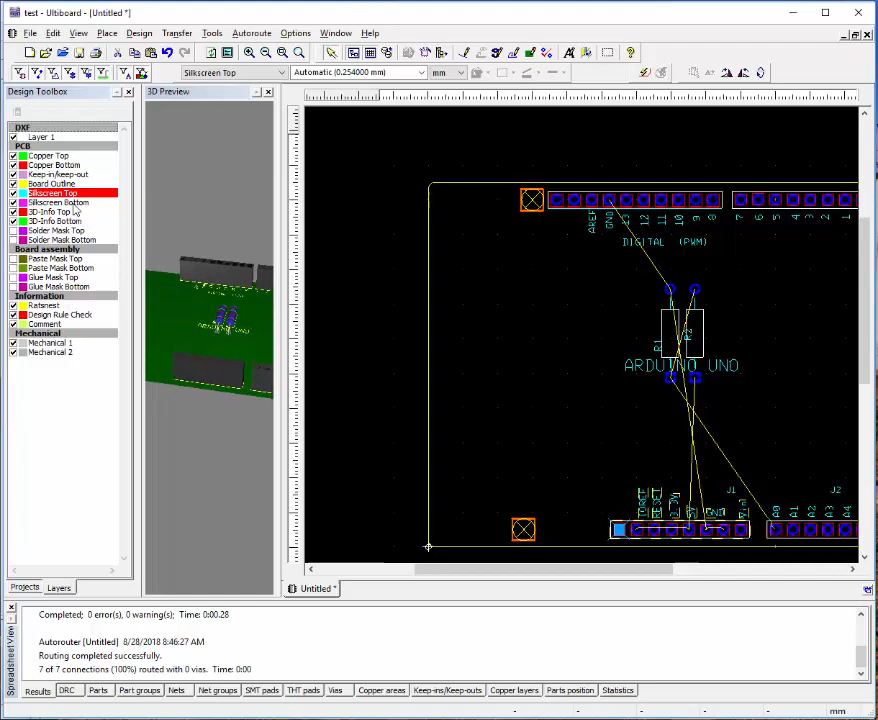 test - Ultiboard - [Untitled *]
File Edit View Place Design Transfer Tools Autoroute Options Window Help
Silkscreen Top Automatic (0.254000 mm) mm
Design Toolbox
3D Preview
DXF
Layer 1
PCB
Copper Top
Copper Bottom
Keep-in/keep-out
Board Outline
Silkscreen Top
Silkscreen Bottom
3D-Info Top
3D-Info Bottom
Solder Mask Top
Solder Mask Bottom
Board assembly
Paste Mask Top
Paste Mask Bottom
Glue Mask Top
Glue Mask Bottom
Information
Ratsnest
Design Rule Check
Comment
Mechanical
Mechanical 1
Mechanical 2
Projects Layers
AREF GND 13 12 11 10 9 8 7 6 5 4 3 2 1
DIGITAL (PWM)
R1 R2
ARDUINO UNO
J1 J2
IOREF RESET 5V Vin A0 A1 A2 A3 A4
Untitled *
Completed; 0 error(s), 0 warning(s); Time: 0:00.28
Autorouter [Untitled] 8/28/2018 8:46:27 AM
Routing completed successfully.
7 of 7 connections (100%) routed with 0 vias. Time: 0:00
Spreadsheet View
Results DRC Parts Part groups Nets Net groups SMT pads THT pads Vias Copper areas Keep-ins/Keep-outs Copper layers Parts position Statistics
mm